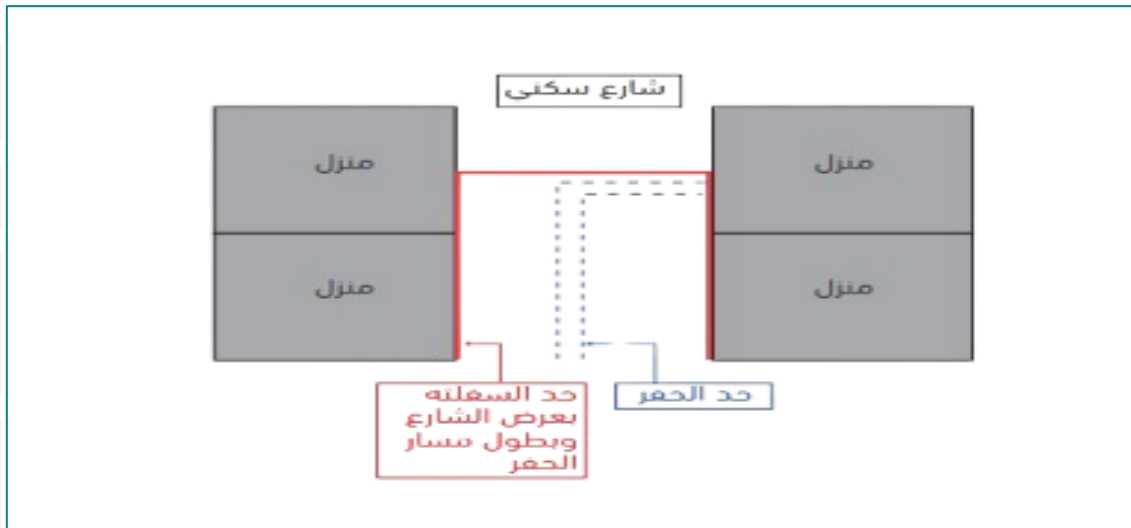 شارع سكني
منزل
منزل
منزل
منزل
حد الحفر
حد السفلته
بعرض الشارع
وبطول مسار
الحفر